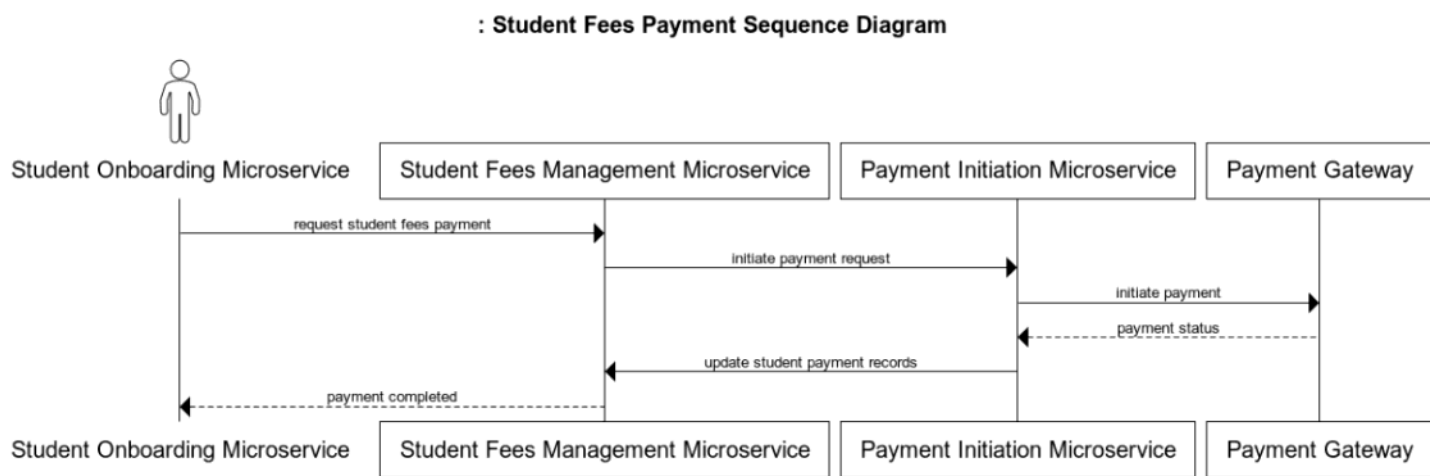 : Student Fees Payment Sequence Diagram
Student Onboarding Microservice
Student Fees Management Microservice
Payment Initiation Microservice
Payment Gateway
request student fees payment
initiate payment request
initiate payment
payment status
update student payment records
payment completed
Student Onboarding Microservice
Student Fees Management Microservice
Payment Initiation Microservice
Payment Gateway